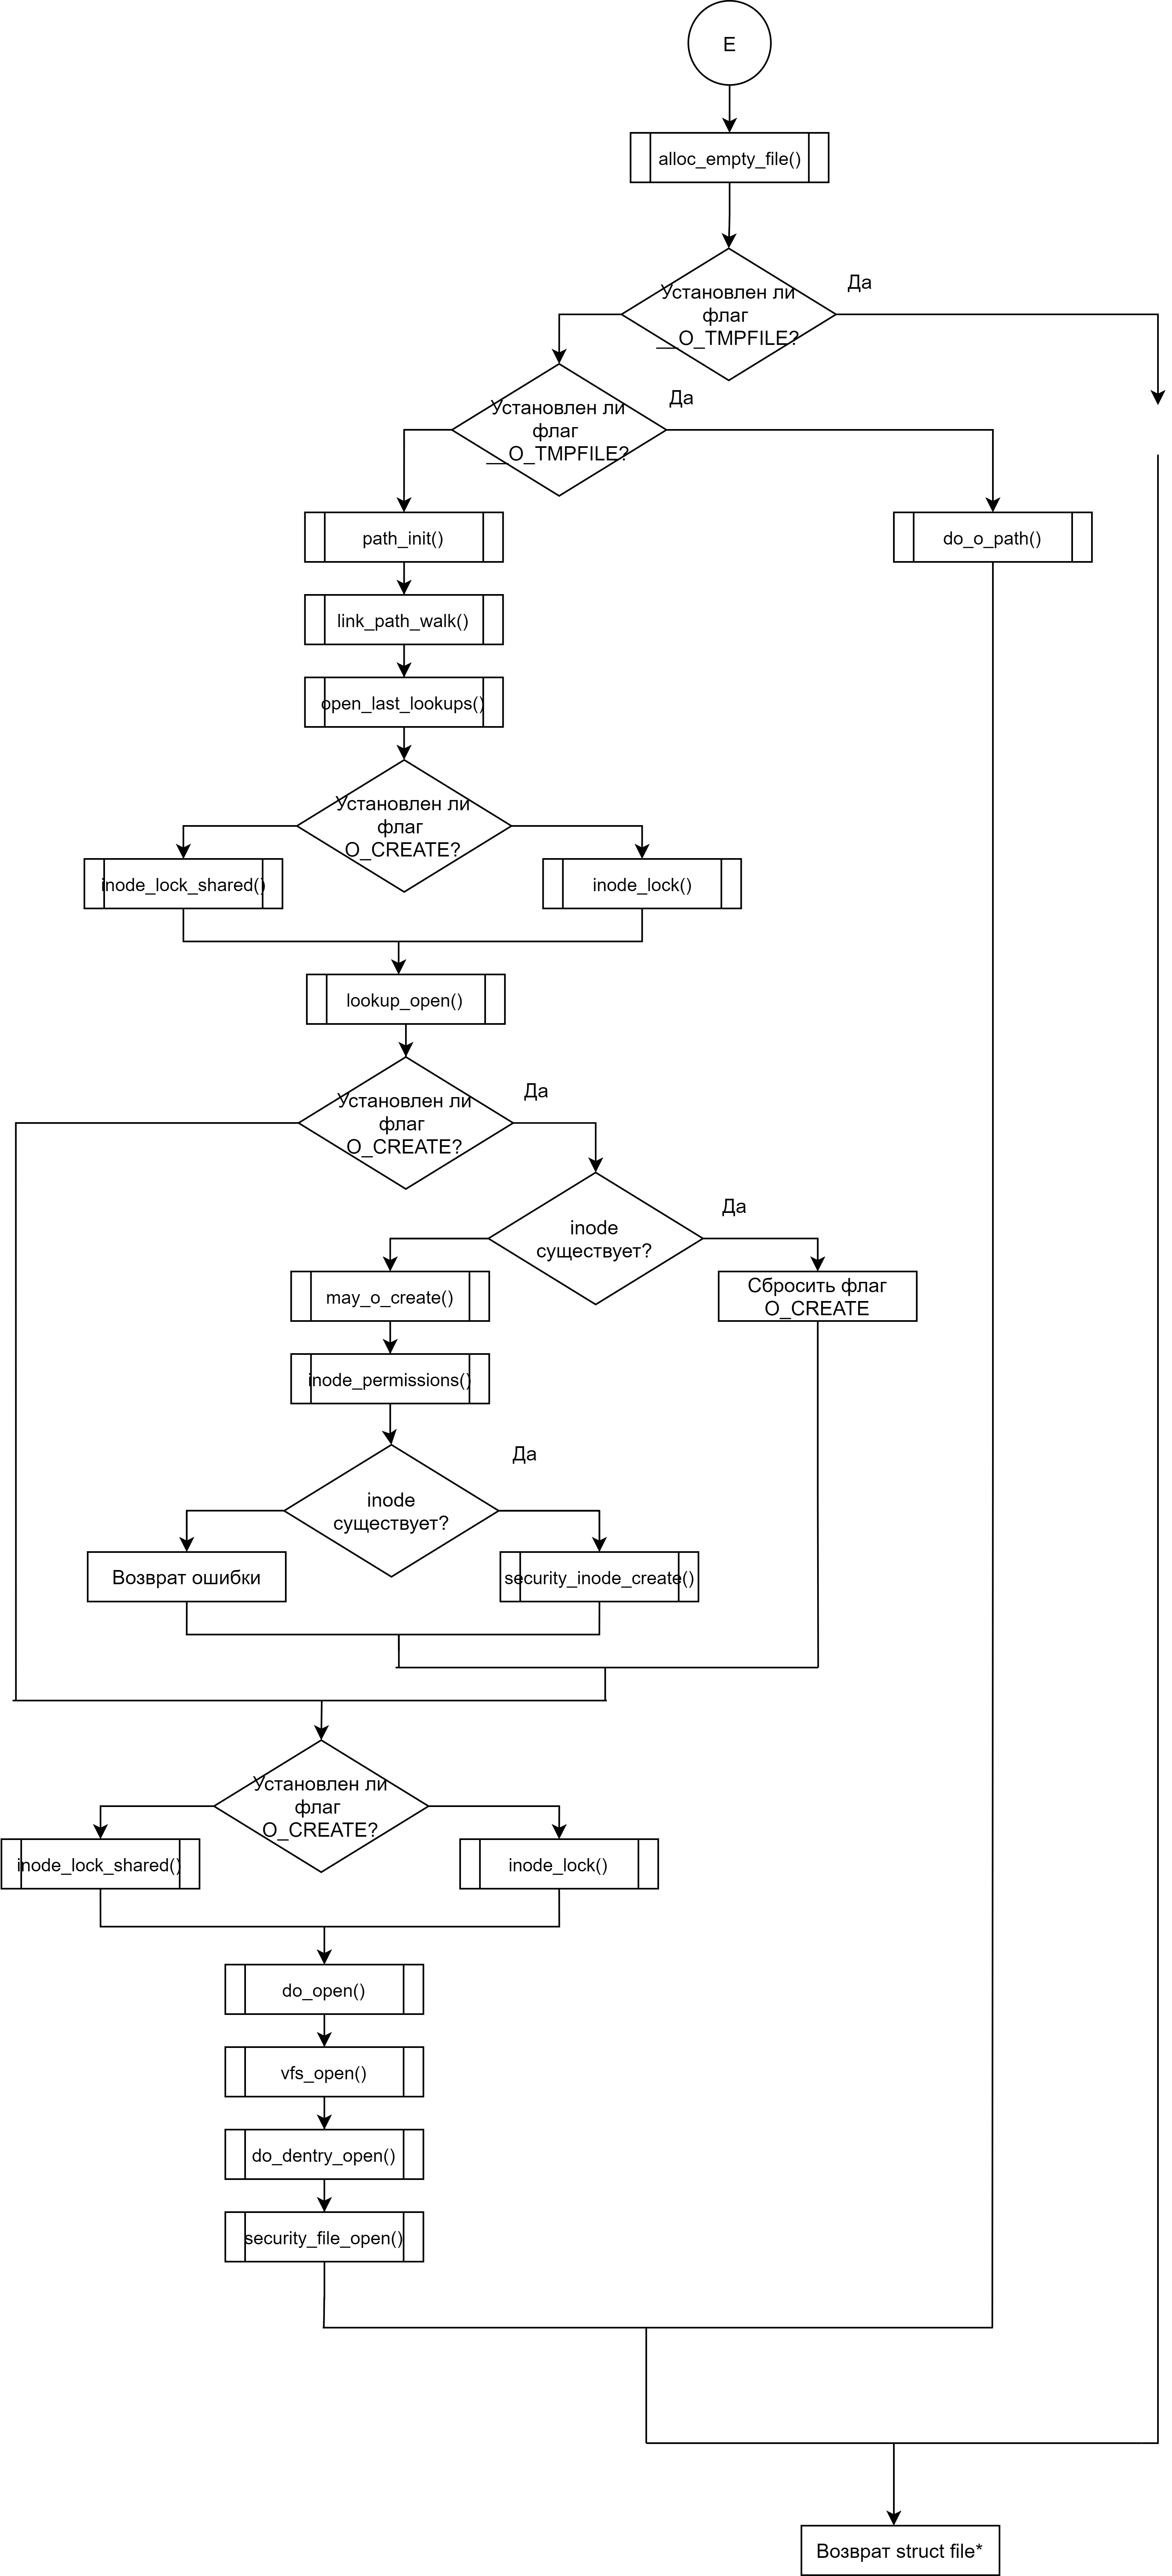 E
alloc_empty_file()
Установлен ли
флаг
__O_TMPFILE?
Да
Установлен ли
флаг
__O_TMPFILE?
Да
path_init()
do_o_path()
link_path_walk()
open_last_lookups()
Установлен ли
флаг
O_CREATE?
inode_lock_shared()
inode_lock()
lookup_open()
Установлен ли
флаг
O_CREATE?
Да
inode
существует?
Да
may_o_create()
Сбросить флаг
O_CREATE
inode_permissions()
inode
существует?
Да
Возврат ошибки
security_inode_create()
Установлен ли
флаг
O_CREATE?
inode_lock_shared()
inode_lock()
do_open()
vfs_open()
do_dentry_open()
security_file_open()
Возврат struct file*